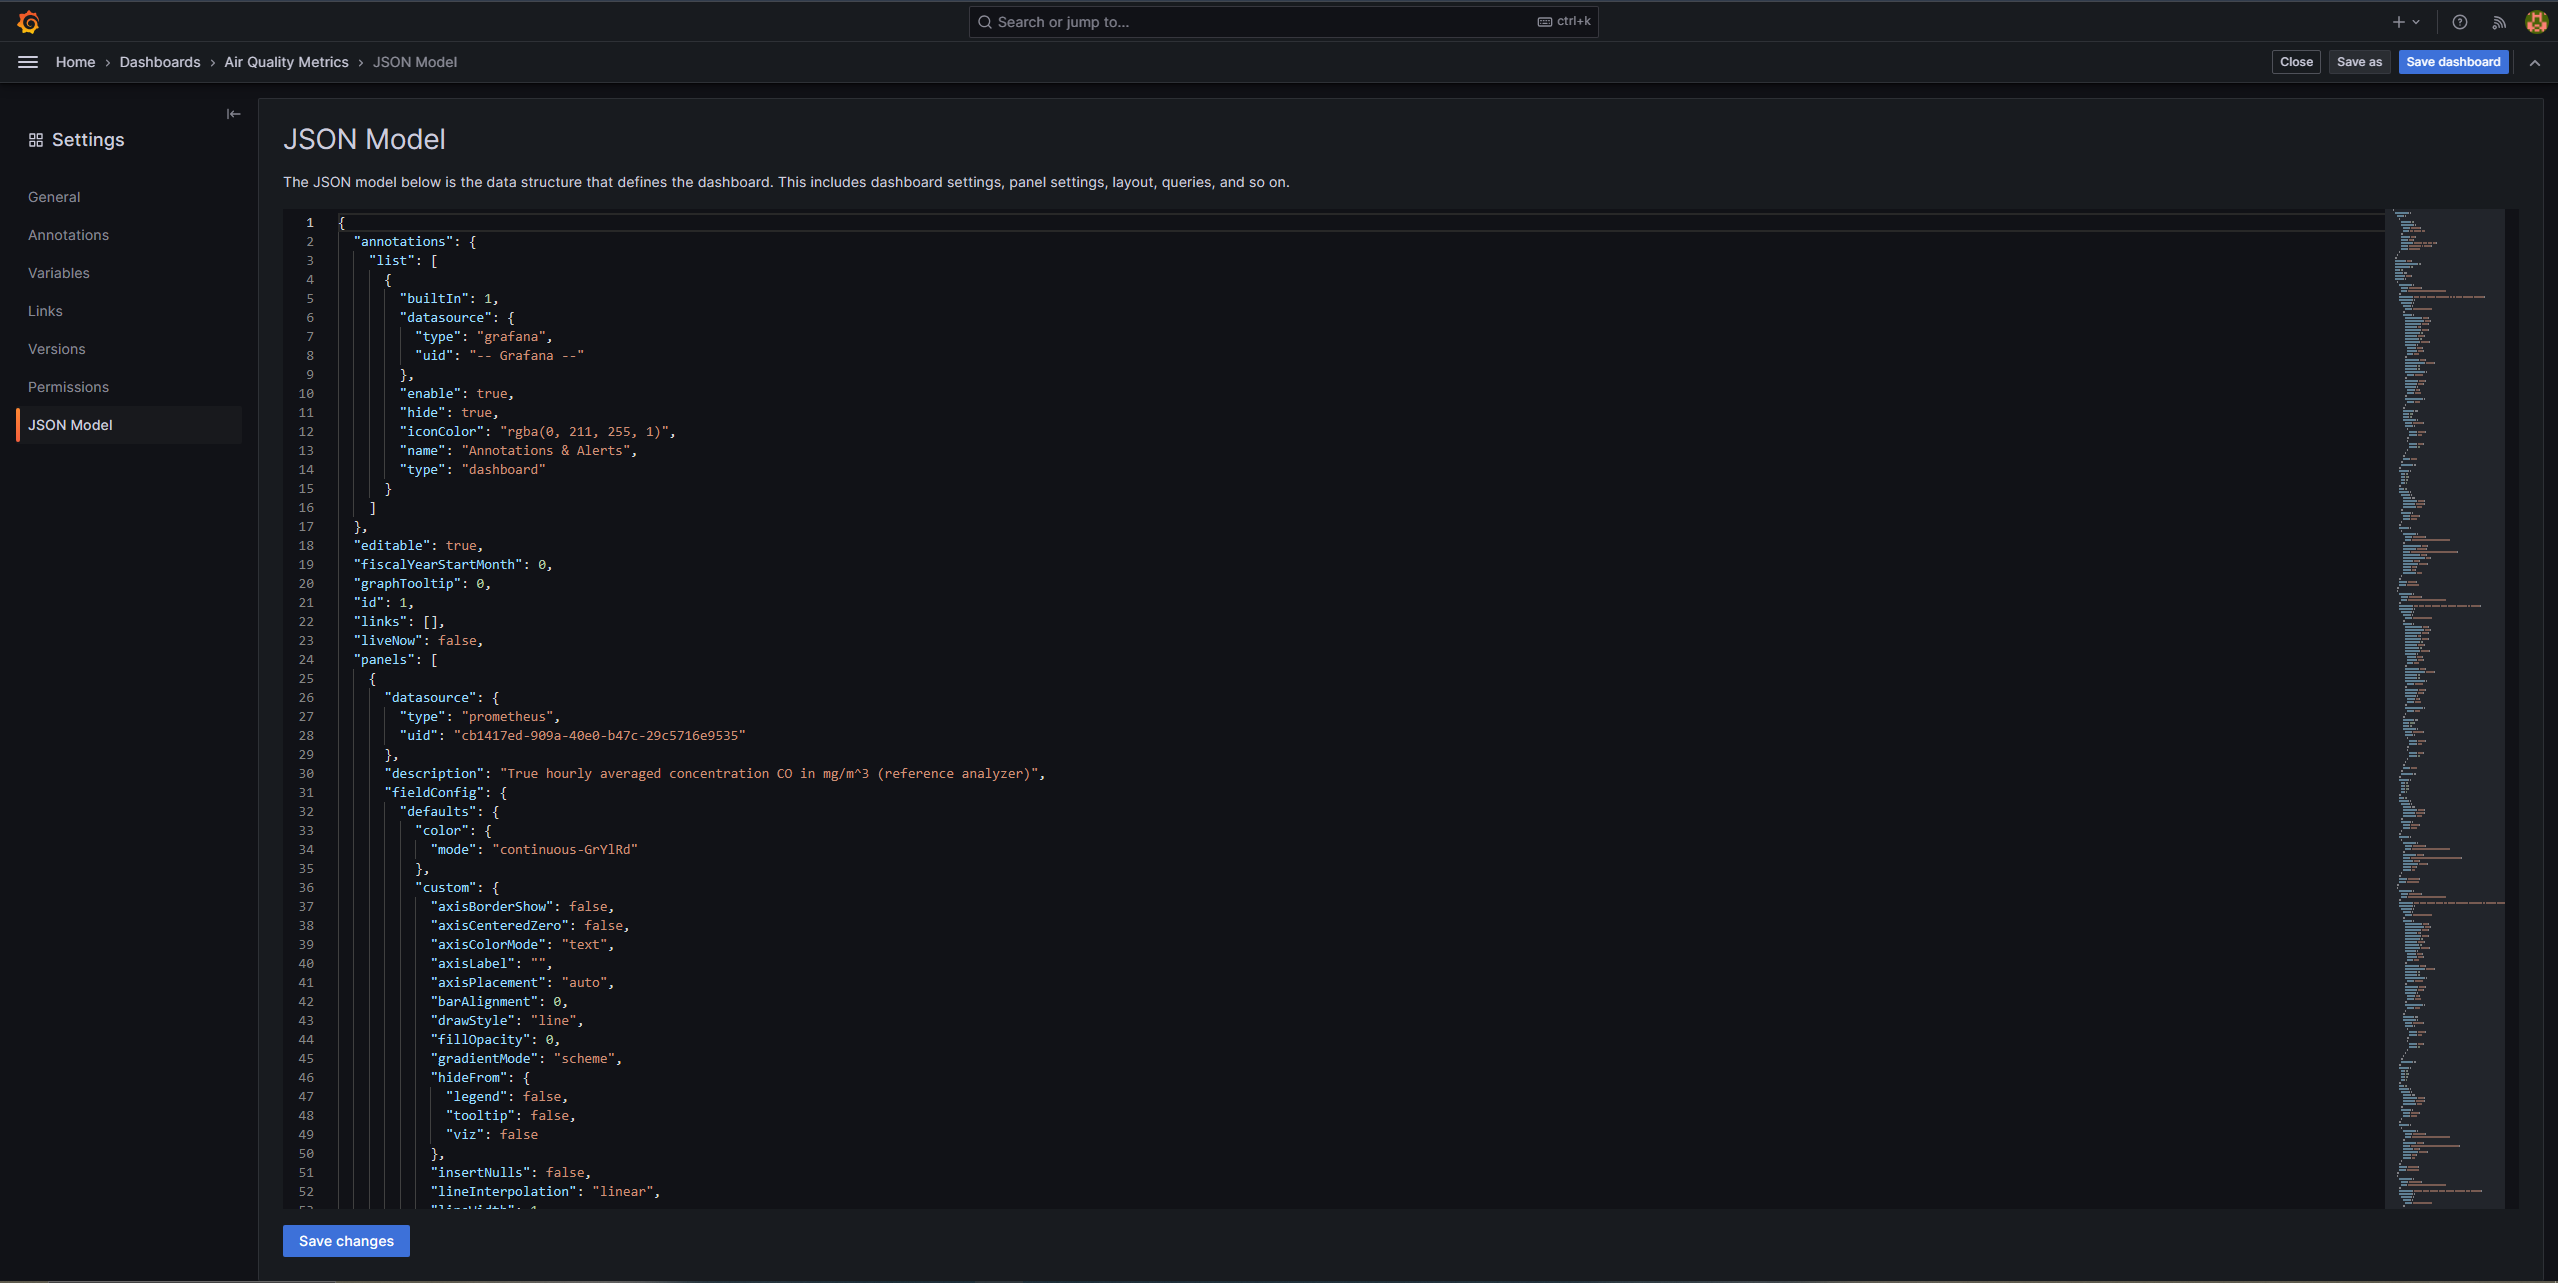 Search or jump to...
ctrl+k
Home › Dashboards › Air Quality Metrics › JSON Model
Close
Save as
Save dashboard
Settings
General
Annotations
Variables
Links
Versions
Permissions
JSON Model
JSON Model
The JSON model below is the data structure that defines the dashboard. This includes dashboard settings, panel settings, layout, queries, and so on.
1 {
2 "annotations": {
3 "list": [
4 {
5 "builtIn": 1,
6 "datasource": {
7 "type": "grafana",
8 "uid": "-- Grafana --"
9 },
10 "enable": true,
11 "hide": true,
12 "iconColor": "rgba(0, 211, 255, 1)",
13 "name": "Annotations & Alerts",
14 "type": "dashboard"
15 }
16 ]
17 },
18 "editable": true,
19 "fiscalYearStartMonth": 0,
20 "graphTooltip": 0,
21 "id": 1,
22 "links": [],
23 "liveNow": false,
24 "panels": [
25 {
26 "datasource": {
27 "type": "prometheus",
28 "uid": "cb1417ed-909a-40e0-b47c-29c5716e9535"
29 },
30 "description": "True hourly averaged concentration CO in mg/m^3 (reference analyzer)",
31 "fieldConfig": {
32 "defaults": {
33 "color": {
34 "mode": "continuous-GrYlRd"
35 },
36 "custom": {
37 "axisBorderShow": false,
38 "axisCenteredZero": false,
39 "axisColorMode": "text",
40 "axisLabel": "",
41 "axisPlacement": "auto",
42 "barAlignment": 0,
43 "drawStyle": "line",
44 "fillOpacity": 0,
45 "gradientMode": "scheme",
46 "hideFrom": {
47 "legend": false,
48 "tooltip": false,
49 "viz": false
50 },
51 "insertNulls": false,
52 "lineInterpolation": "linear",
Save changes